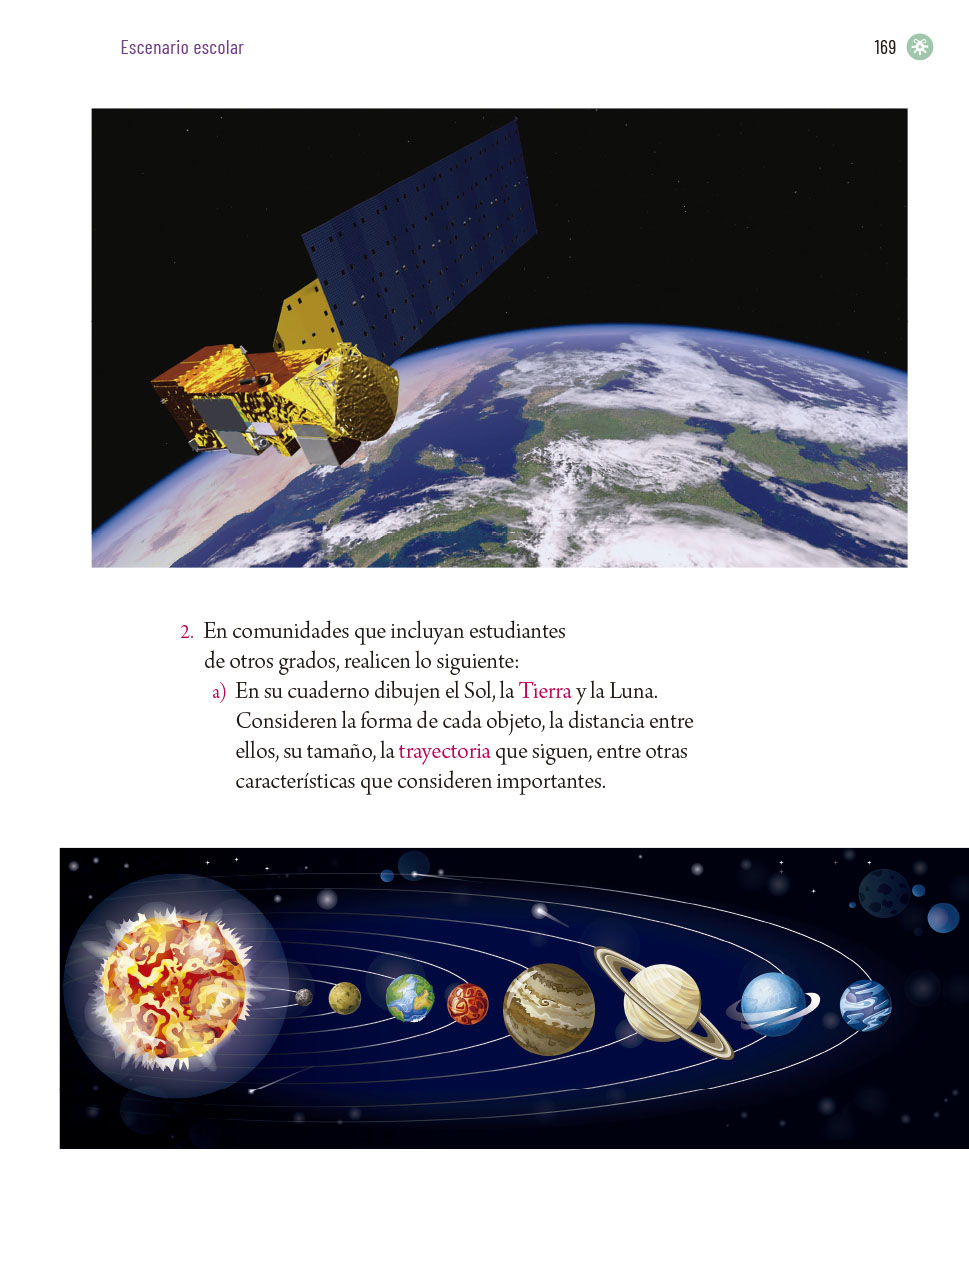 Escenario escolar
169
2. En comunidades que incluyan estudiantes
de otros grados, realicen lo siguiente:
a) En su cuaderno dibujen el Sol, la Tierra y la Luna.
Consideren la forma de cada objeto, la distancia entre
ellos, su tamaño, la trayectoria que siguen, entre otras
características que consideren importantes.